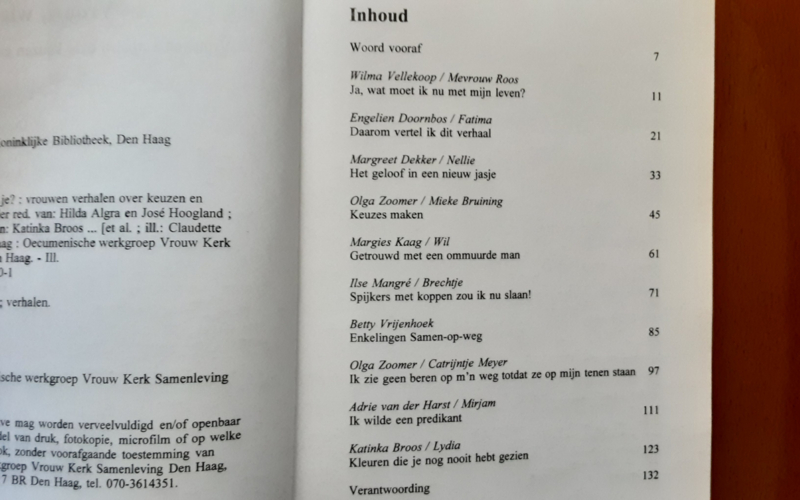 oninklijke Bibliotheek, Den Haag
je? : vrouwen verhalen over keuzen en
er red. van: Hilda Algra en José Hoogland ;
n: Katinka Broos ... [et al. ; ill.: Claudette
aag : Oecumenische werkgroep Vrouw Kerk
n Haag. - Ill.
0-1
; verhalen.
sche werkgroep Vrouw Kerk Samenleving
ve mag worden verveelvuldigd en/of openbaar
del van druk, fotokopie, microfilm of op welke
ok, zonder voorafgaande toestemming van
kgroep Vrouw Kerk Samenleving Den Haag,
7 BR Den Haag, tel. 070-3614351.
Inhoud
Woord vooraf 7
Wilma Vellekoop / Mevrouw Roos
Ja, wat moet ik nu met mijn leven? 11
Engelien Doornbos / Fatima
Daarom vertel ik dit verhaal 21
Margreet Dekker / Nellie
Het geloof in een nieuw jasje 33
Olga Zoomer / Mieke Bruining
Keuzes maken 45
Margies Kaag / Wil
Getrouwd met een ommuurde man 61
Ilse Mangré / Brechtje
Spijkers met koppen zou ik nu slaan! 71
Betty Vrijenhoek
Enkelingen Samen-op-weg 85
Olga Zoomer / Catrijntje Meyer
Ik zie geen beren op m'n weg totdat ze op mijn tenen staan 97
Adrie van der Harst / Mirjam
Ik wilde een predikant 111
Katinka Broos / Lydia
Kleuren die je nog nooit hebt gezien 123
Verantwoording 132